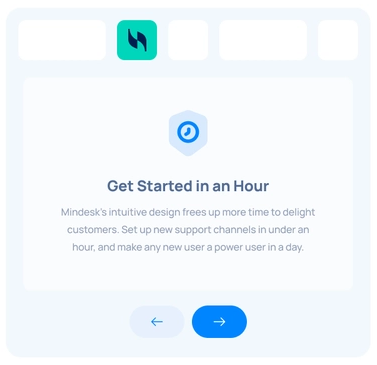 Get Started in an Hour
Mindesk's intuitive design frees up more time to delight
customers. Set up new support channels in under an
hour, and make any new user a power user in a day.